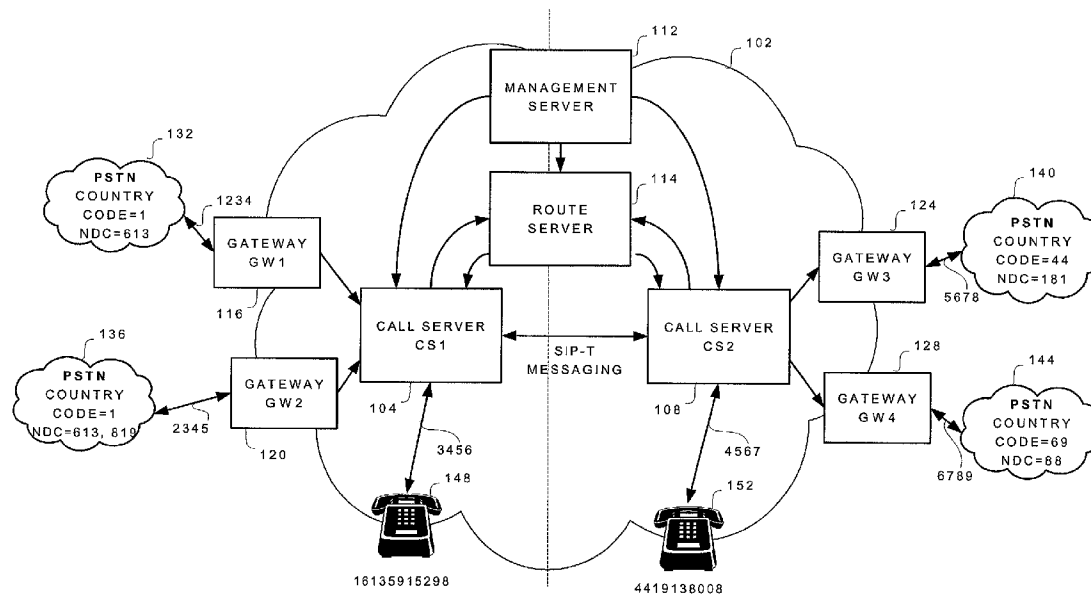 112
102
MANAGEMENT
SERVER
132
PSTN
COUNTRY
CODE=1
NDC=613
1234
GATEWAY
GW1
116
114
ROUTE
SERVER
124
GATEWAY
GW3
140
PSTN
COUNTRY
CODE=44
NDC=181
5678
136
PSTN
COUNTRY
CODE=1
NDC=613, 819
2345
GATEWAY
GW2
120
CALL SERVER
CS1
104
SIP-T
MESSAGING
CALL SERVER
CS2
108
128
GATEWAY
GW4
144
PSTN
COUNTRY
CODE=69
NDC=88
6789
3456
148
16135915298
4567
152
4419138008